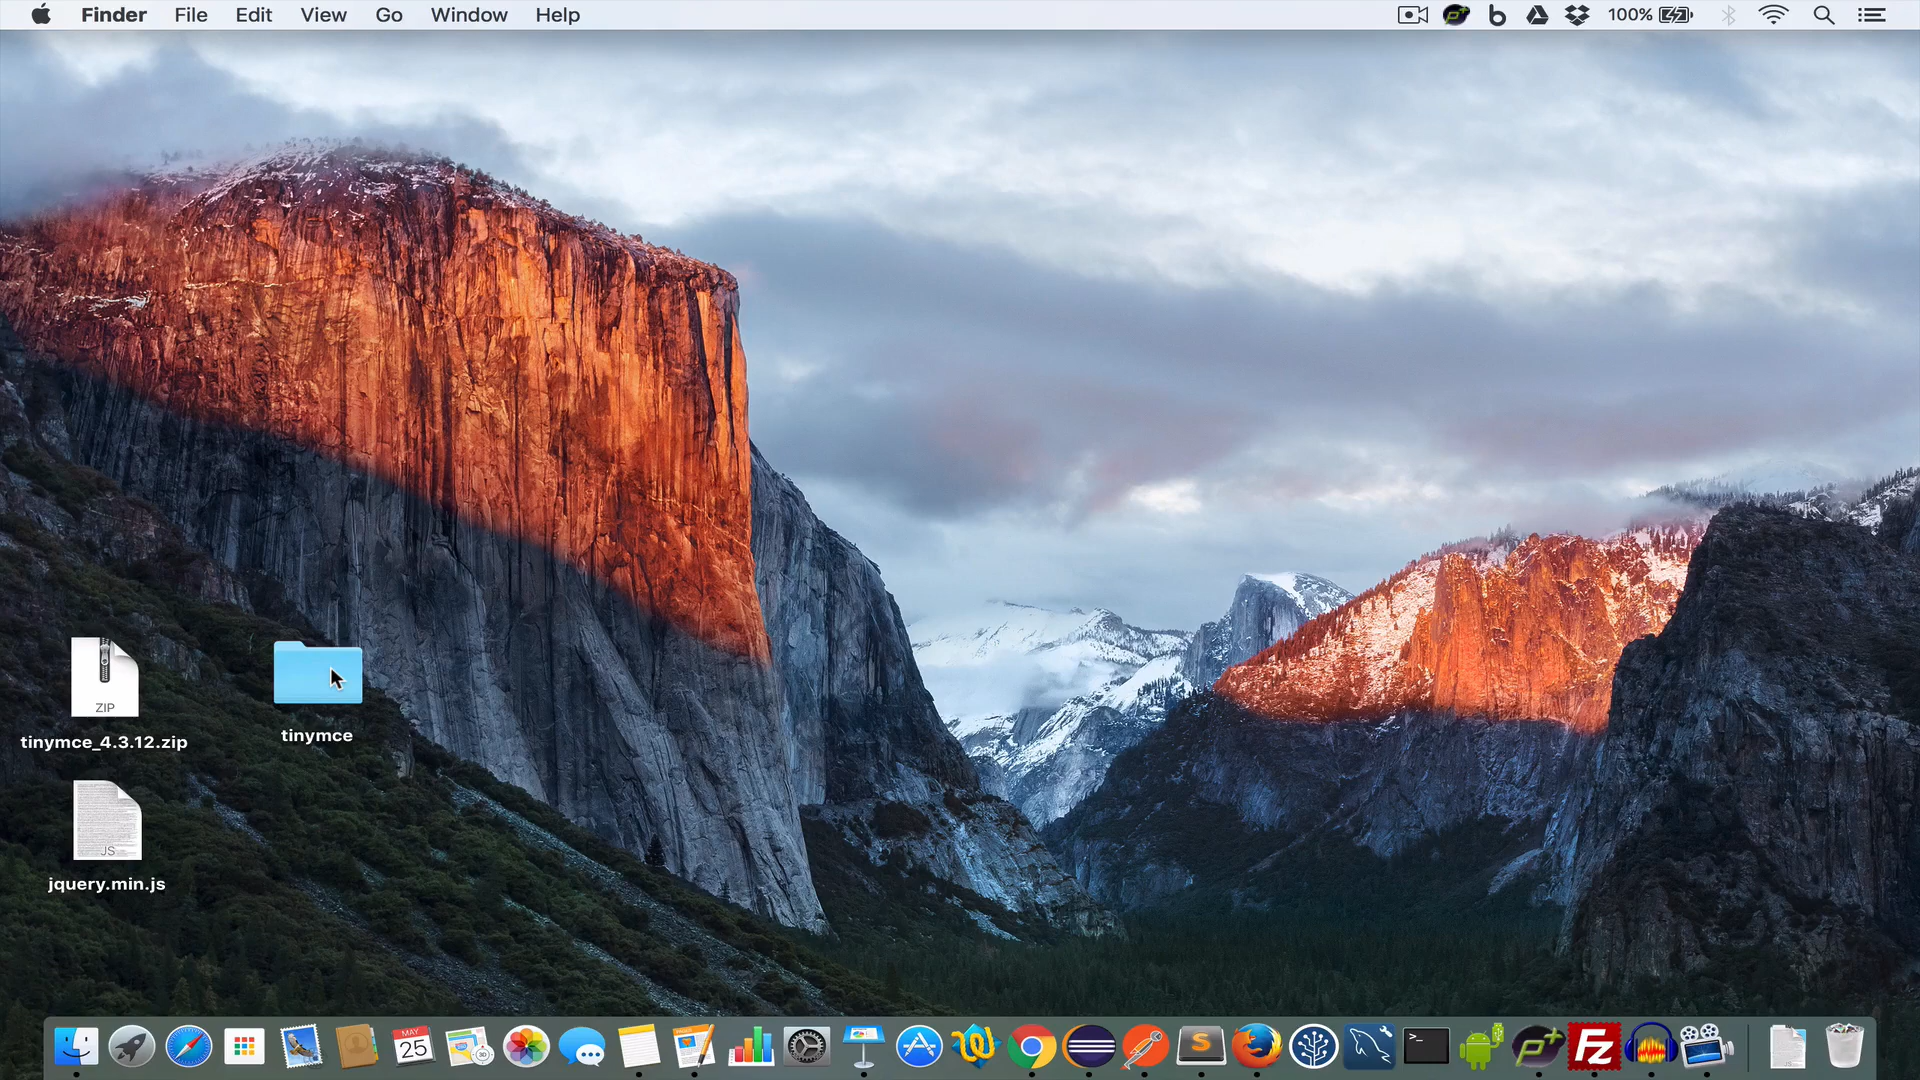 Finder File Edit View Go Window Help 100%
ZIP
tinymce_4.3.12.zip
tinymce
JS
jquery.min.js
MAY
25